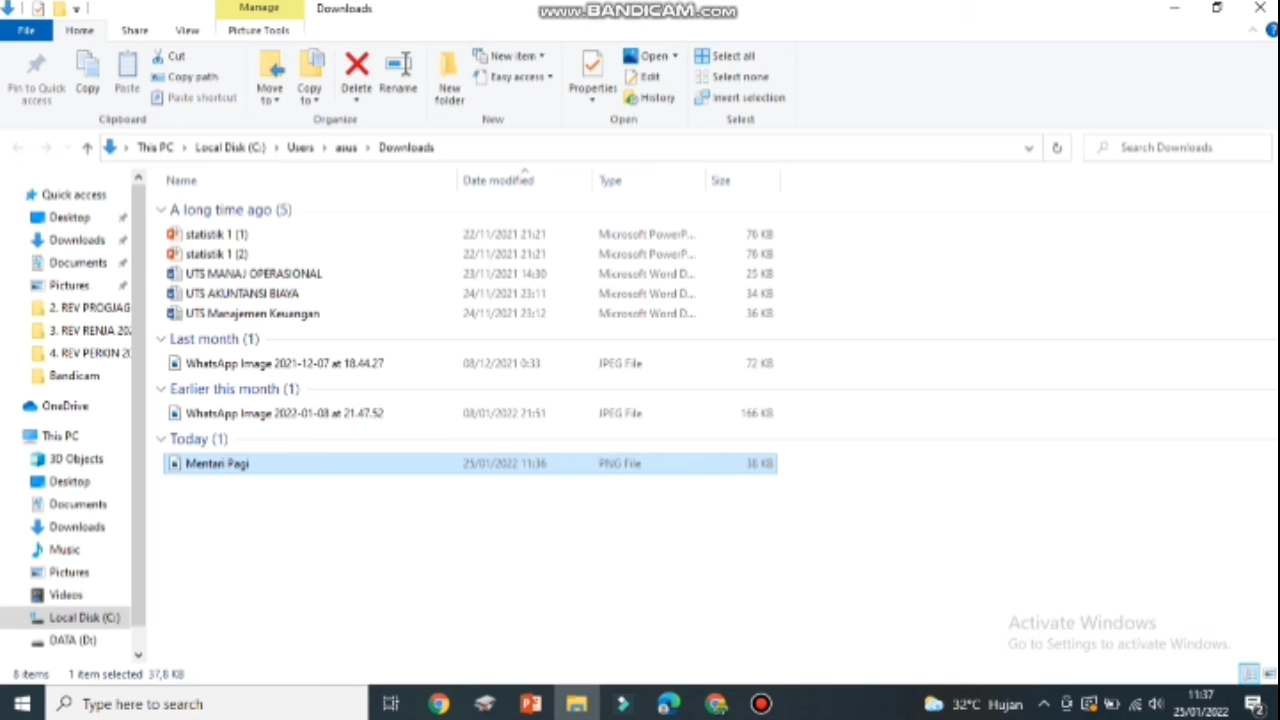 Manage
Downloads
www.BANDICAM.com
File
Home
Share
View
Picture Tools
Pin to Quick access
Copy
Paste
Cut
Copy path
Paste shortcut
Clipboard
Move to
Copy to
Delete
Rename
Organize
New folder
New item
Easy access
New
Properties
Open
Edit
History
Open
Select all
Select none
Invert selection
Select
This PC > Local Disk (C:) > Users > asus > Downloads
Search Downloads
Name
Date modified
Type
Size
A long time ago (5)
statistik 1 (1) 22/11/2021 21:21 Microsoft PowerP... 76 KB
statistik 1 (2) 22/11/2021 21:21 Microsoft PowerP... 76 KB
UTS MANAJ OPERASIONAL 23/11/2021 14:30 Microsoft Word D... 25 KB
UTS AKUNTANSI BIAYA 24/11/2021 23:11 Microsoft Word D... 34 KB
UTS Manajemen Keuangan 24/11/2021 23:12 Microsoft Word D... 36 KB
Last month (1)
WhatsApp Image 2021-12-07 at 18.44.27 08/12/2021 0:33 JPEG File 72 KB
Earlier this month (1)
WhatsApp Image 2022-01-08 at 21.47.52 08/01/2022 21:51 JPEG File 166 KB
Today (1)
Mentari Pagi 25/01/2022 11:36 PNG File 38 KB
Quick access
Desktop
Downloads
Documents
Pictures
2. REV PROGJAG
3. REV RENJA 202
4. REV PERKIN 20
Bandicam
OneDrive
This PC
3D Objects
Desktop
Documents
Downloads
Music
Pictures
Videos
Local Disk (C:)
DATA (D:)
Activate Windows
Go to Settings to activate Windows.
8 items 1 item selected 37,8 KB
Type here to search
32°C Hujan
11:37
25/01/2022
2